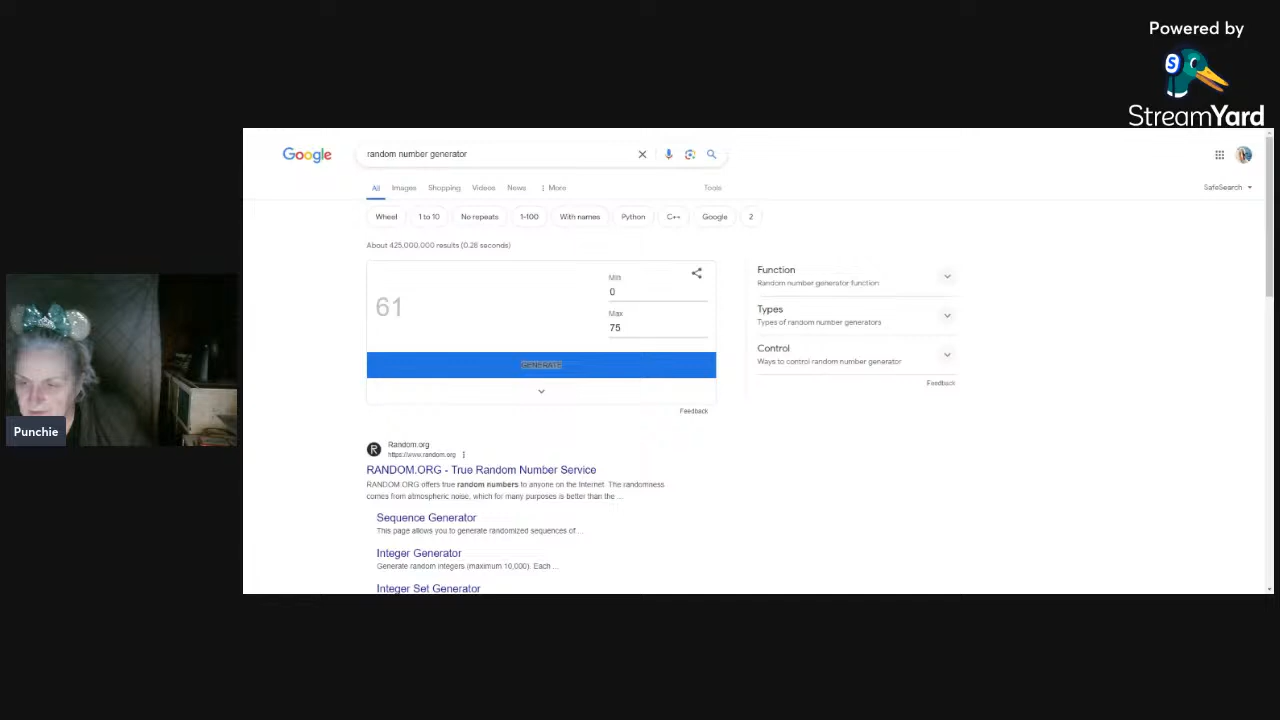 Powered by
StreamYard
Google
random number generator
All Images Shopping Videos News More Tools
SafeSearch
Wheel 1 to 10 No repeats 1-100 With names Python C++ Google 2
About 425,000,000 results (0.28 seconds)
61
Min
0
Max
75
GENERATE
Feedback
Function
Random number generator function
Types
Types of random number generators
Control
Ways to control random number generator
Feedback
Random.org
https://www.random.org
RANDOM.ORG - True Random Number Service
RANDOM.ORG offers true random numbers to anyone on the Internet. The randomness
comes from atmospheric noise, which for many purposes is better than the ...
Sequence Generator
This page allows you to generate randomized sequences of ...
Integer Generator
Generate random integers (maximum 10,000). Each ...
Integer Set Generator
Punchie